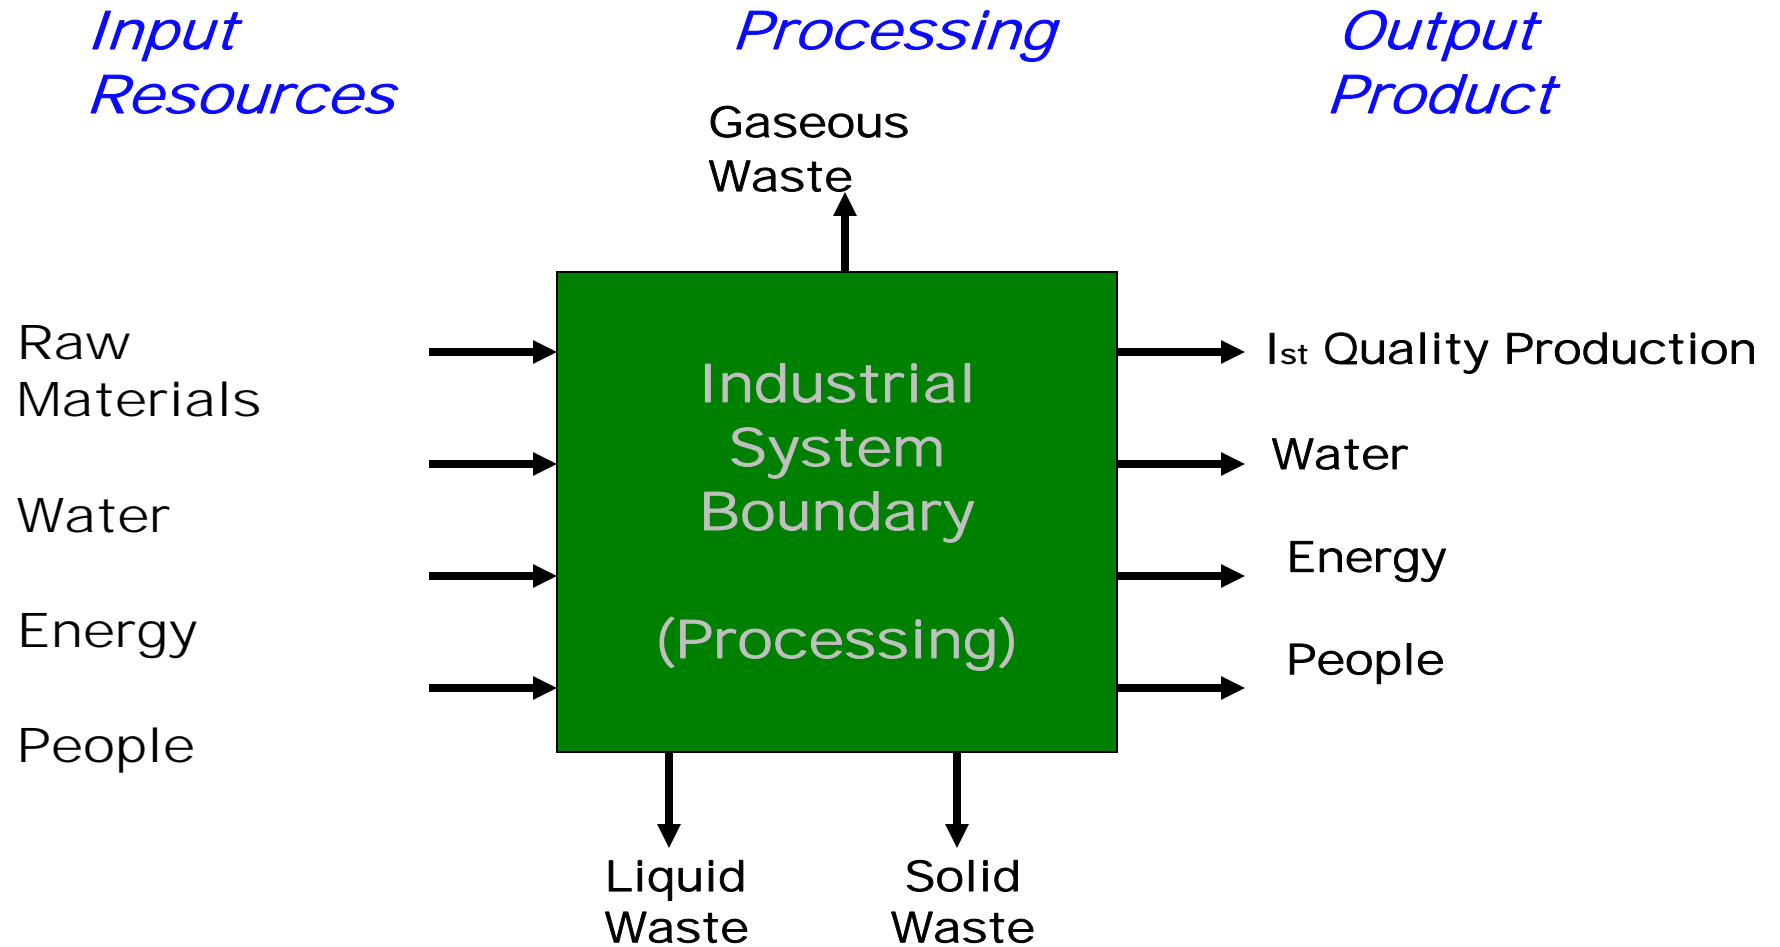 Input
Resources
Processing
Output
Product
Gaseous
Waste
Raw
Materials
Water
Energy
People
Industrial
System
Boundary
(Processing)
Ist Quality Production
Water
Energy
People
Liquid
Waste
Solid
Waste